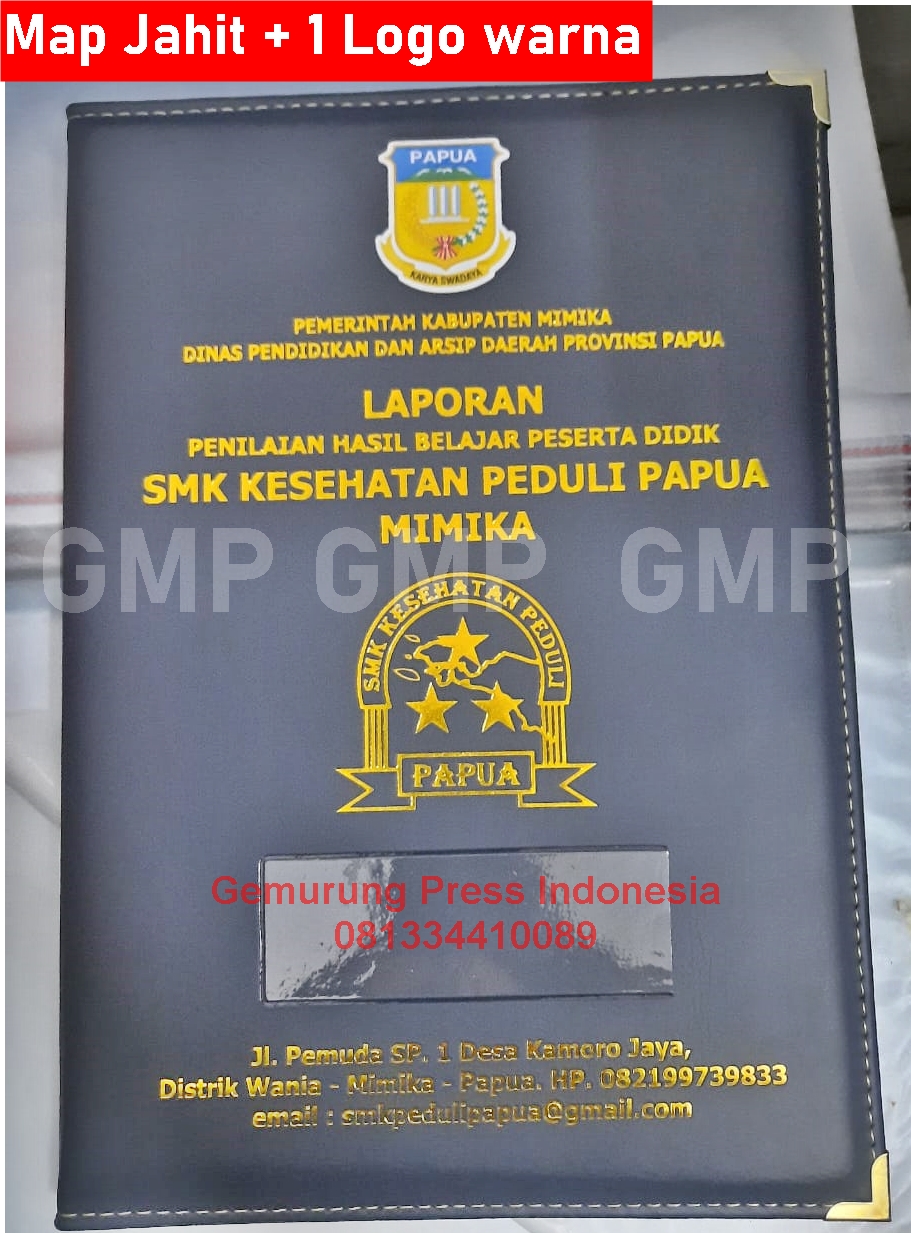 Map Jahit + 1 Logo warna
PAPUA
KARYA SWADAYA
PEMERINTAH KABUPATEN MIMIKA
DINAS PENDIDIKAN DAN ARSIP DAERAH PROVINSI PAPUA
LAPORAN
PENILAIAN HASIL BELAJAR PESERTA DIDIK
SMK KESEHATAN PEDULI PAPUA
MIMIKA
GMP GMP GMP
SMK KESEHATAN PEDULI
PAPUA
Gemurung Press Indonesia
081334410089
Jl. Pemuda SP. 1 Desa Kamoro Jaya,
Distrik Wania - Mimika - Papua. HP. 082199739833
email : smkpedulipapua@gmail.com